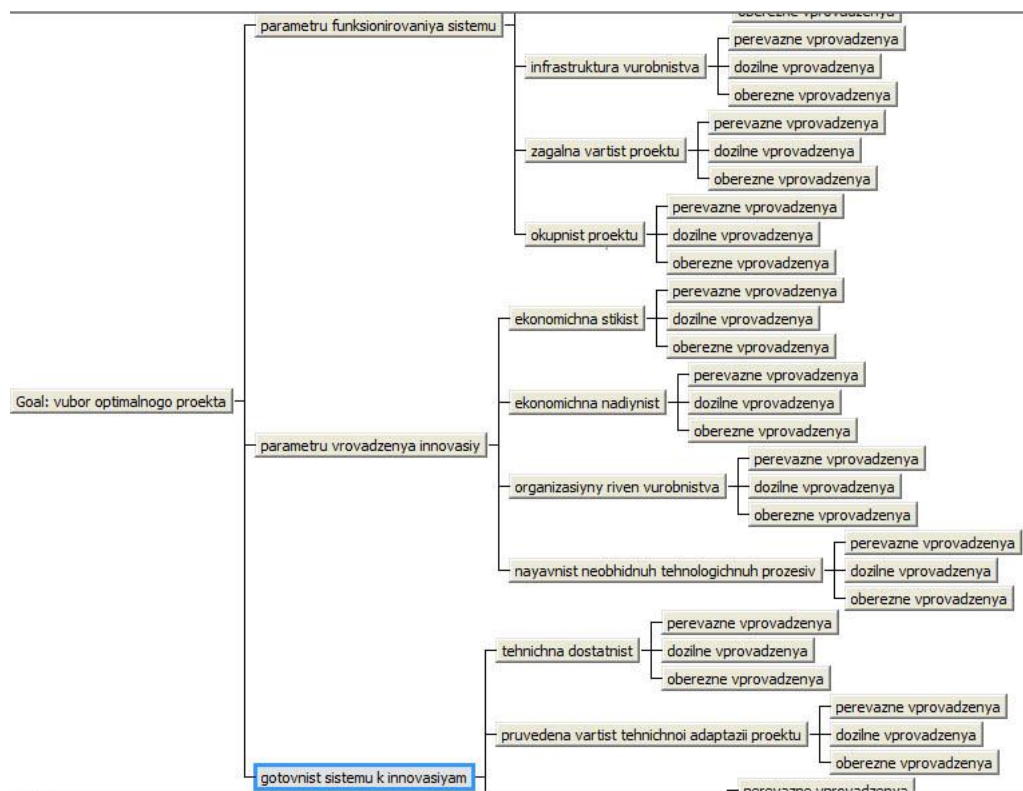 oberezne vprovadzenya
parametru funksionirovaniya sistemu
perevazne vprovadzenya
infrastruktura vurobnistva
dozilne vprovadzenya
oberezne vprovadzenya
perevazne vprovadzenya
zagalna vartist proektu
dozilne vprovadzenya
oberezne vprovadzenya
perevazne vprovadzenya
okupnist proektu
dozilne vprovadzenya
oberezne vprovadzenya
perevazne vprovadzenya
ekonomichna stikist
dozilne vprovadzenya
oberezne vprovadzenya
perevazne vprovadzenya
Goal: vubor optimalnogo proekta
ekonomichna nadiynist
dozilne vprovadzenya
oberezne vprovadzenya
parametru vrovadzenya innovasiy
perevazne vprovadzenya
organizasiyny riven vurobnistva
dozilne vprovadzenya
oberezne vprovadzenya
perevazne vprovadzenya
nayavnist neobhidnuh tehnologichnuh prozesiv
dozilne vprovadzenya
oberezne vprovadzenya
perevazne vprovadzenya
tehnichna dostatnist
dozilne vprovadzenya
oberezne vprovadzenya
perevazne vprovadzenya
pruvedena vartist tehnichnoi adaptazii proektu
dozilne vprovadzenya
oberezne vprovadzenya
gotovnist sistemu k innovasiyam
perevazne vprovadzenya